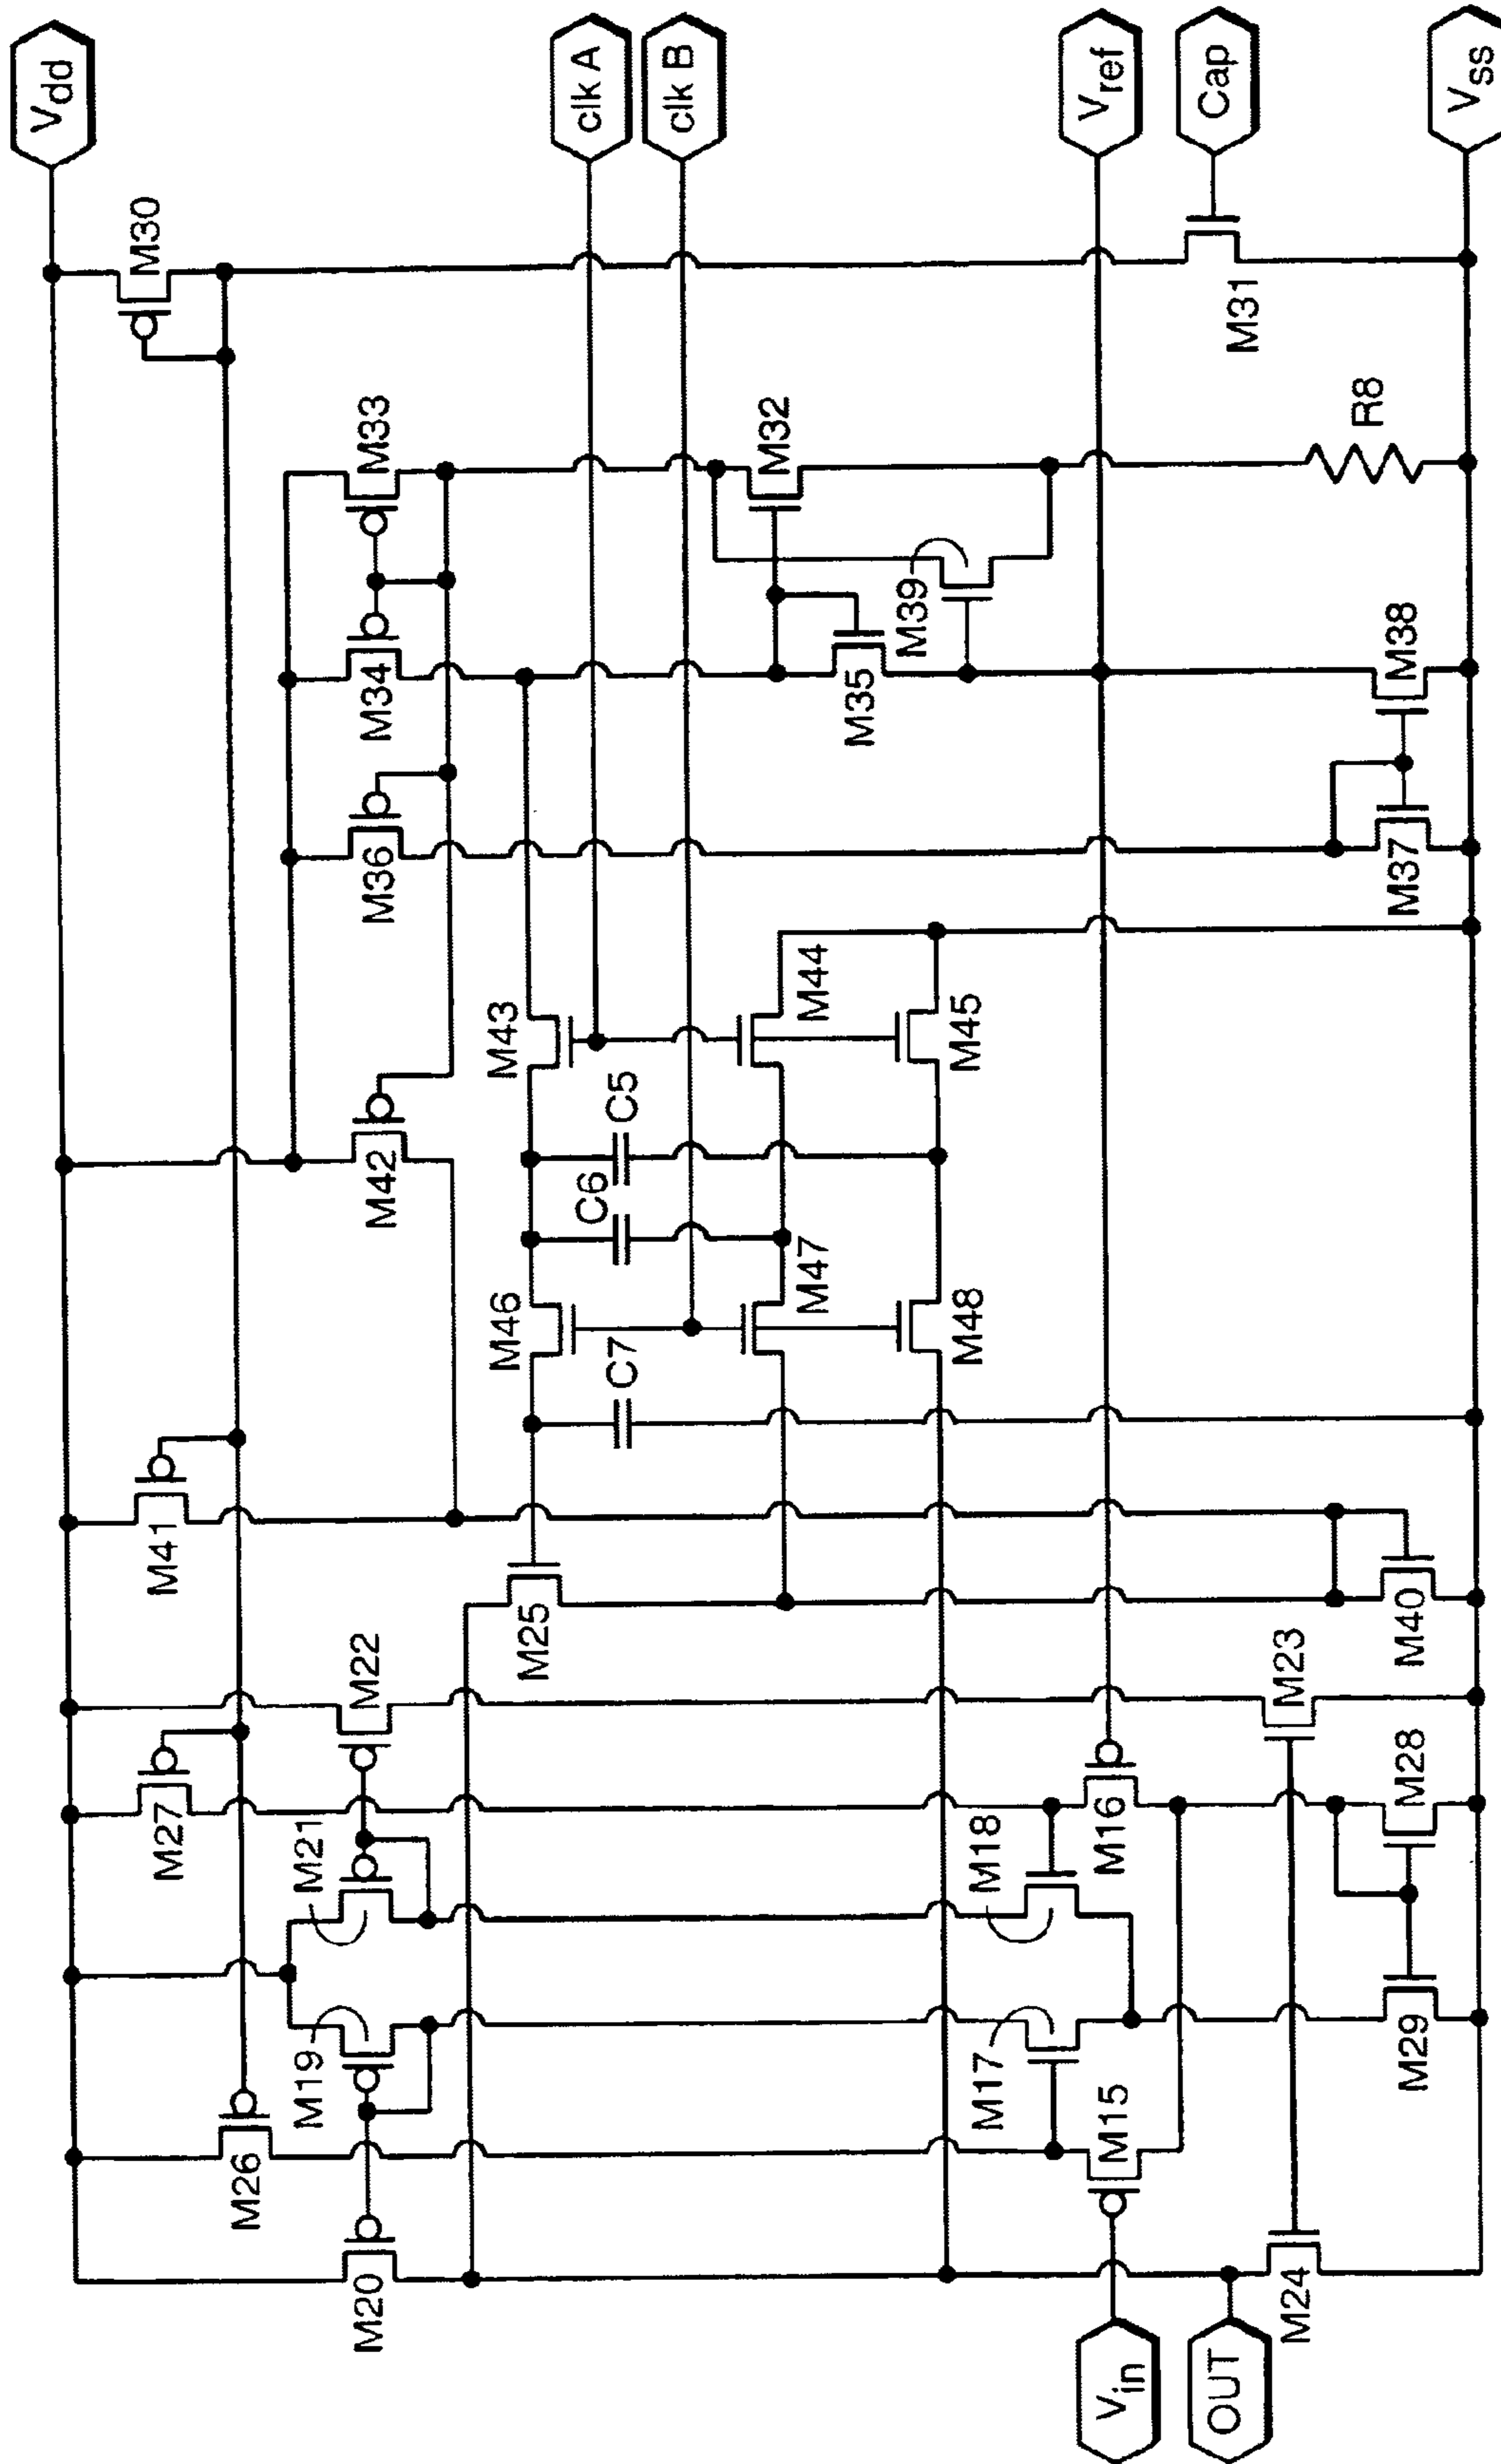 Vdd
clk A
clk B
Vref
Cap
Vss
M30
M31
M33
M32
R8
M34
M39
M35
M38
M36
M37
M43
M44
M45
M42
C5
C6
M46
M47
M48
C7
M41
M25
M40
M22
M23
M27
M21
M18
M16
M28
M19
M17
M15
M29
M26
M20
M24
Vin
OUT